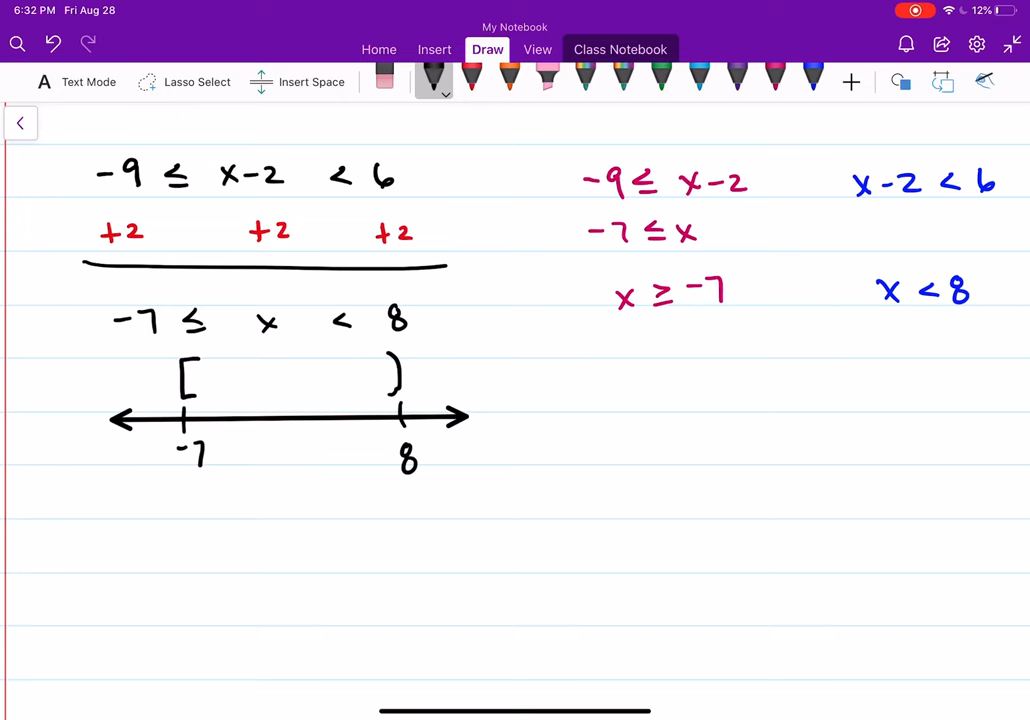 6:32 PM Fri Aug 28
12%
My Notebook
Home Insert Draw View Class Notebook
A Text Mode Lasso Select Insert Space
-9 ≤ x-2 < 6
+2 +2 +2
-7 ≤ x < 8
[ )
-7 8
-9 ≤ x-2
-7 ≤ x
x ≥ -7
x-2 < 6
x < 8